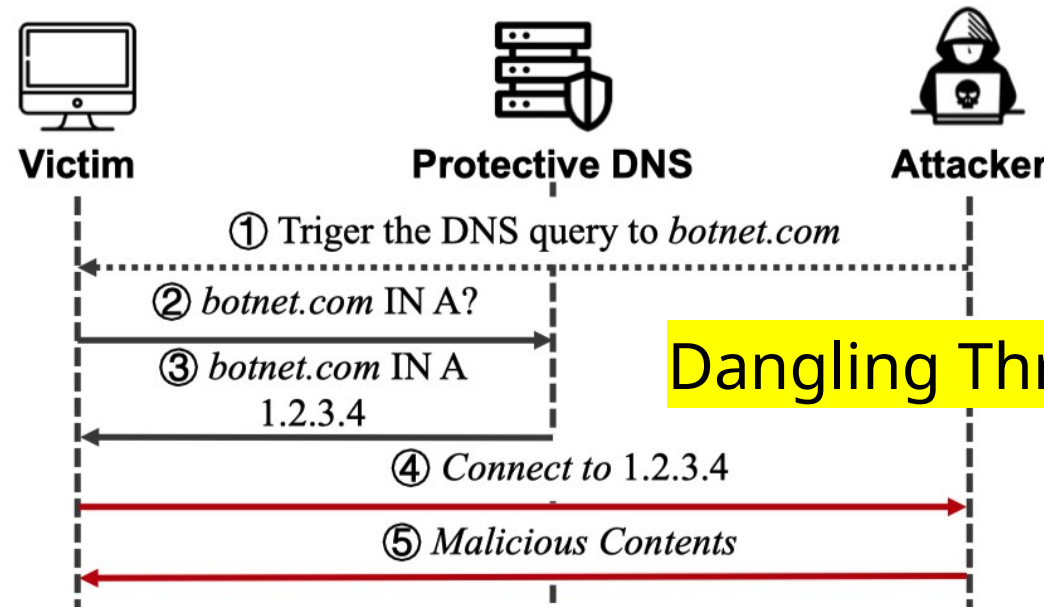 Victim
Protective DNS
Attacker
① Triger the DNS query to botnet.com
② botnet.com IN A?
③ botnet.com IN A
1.2.3.4
Dangling
④ Connect to 1.2.3.4
⑤ Malicious Contents